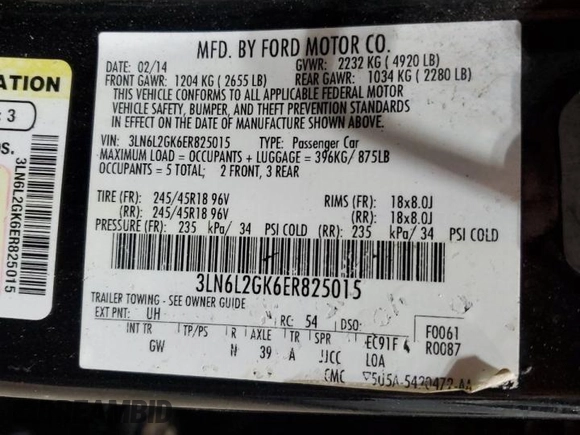 MFD. BY FORD MOTOR CO.
DATE: 02/14 GVWR: 2232 KG ( 4920 LB)
FRONT GAWR: 1204 KG ( 2655 LB) REAR GAWR: 1034 KG ( 2280 LB)
THIS VEHICLE CONFORMS TO ALL APPLICABLE FEDERAL MOTOR
VEHICLE SAFETY, BUMPER, AND THEFT PREVENTION STANDARDS
IN EFFECT ON THE DATE OF MANUFACTURE SHOWN ABOVE.
VIN: 3LN6L2GK6ER825015 TYPE: Passenger Car
MAXIMUM LOAD = OCCUPANTS + LUGGAGE = 396KG/ 875LB
OCCUPANTS = 5 TOTAL; 2 FRONT, 3 REAR
TIRE (FR): 245/45R18 96V RIMS (FR): 18x8.0J
(RR): 245/45R18 96V (RR): 18x8.0J
PRESSURE (FR): 235 kPa/ 34 PSI COLD (RR): 235 kPa/ 34 PSI COLD
3LN6L2GK6ER825015
TRAILER TOWING - SEE OWNER GUIDE
EXT PNT: UH RC: 54 DSO: F0061
INT TR TP/PS R AXLE TR SPR EC91F R0087
GW 39 A LOA
ATION
: 3
DS.
3LN6L2GK6ER825015